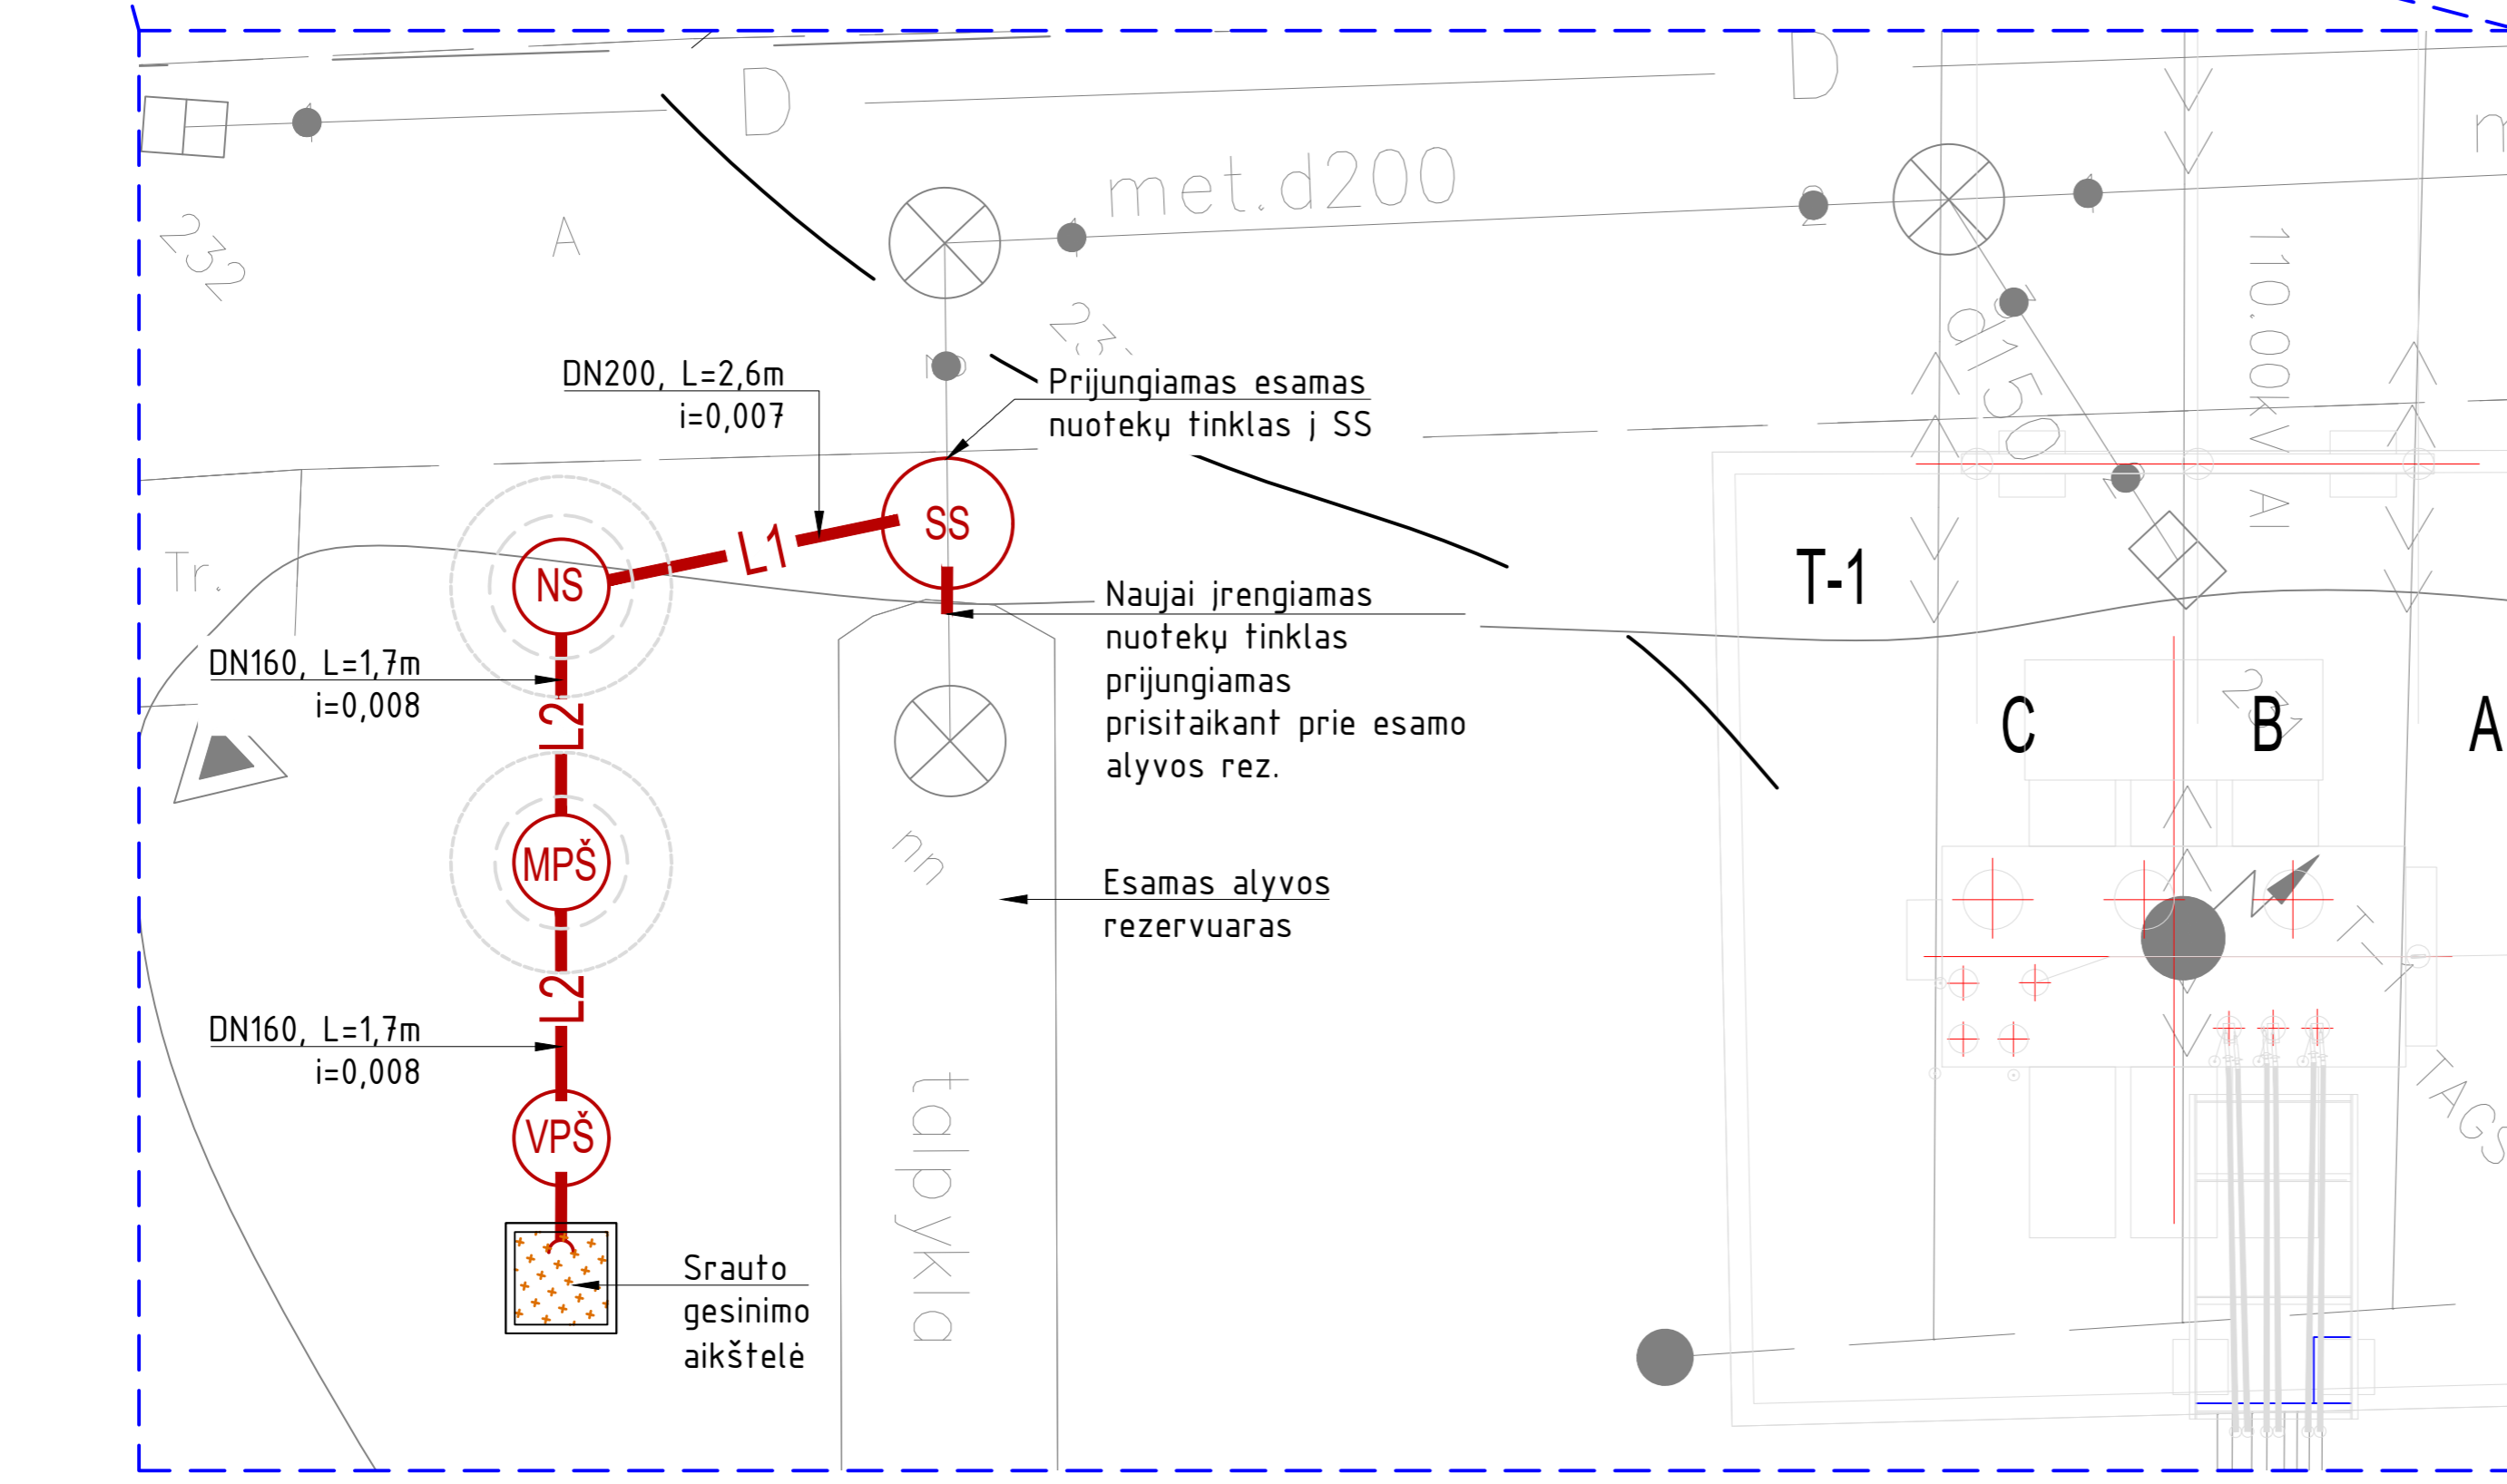 D
D
met.d200
232
A
d150
110.0KV AI
DN200, L=2,6m
i=0,007
Prijungiamas esamas
nuotekų tinklas į SS
SS
L1
NS
Tr.
T-1
Naujai įrengiamas
nuotekų tinklas
prijungiamas
prisitaikant prie esamo
alyvos rez.
DN160, L=1,7m
i=0,008
L2
C
B
A
MPŠ
Esamas alyvos
rezervuaras
L2
DN160, L=1,7m
i=0,008
VPŠ
talpykla
Srauto
gesinimo
aikštelė